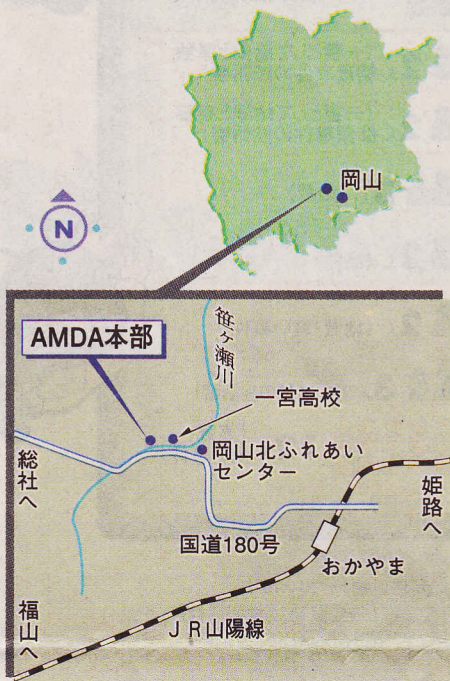 岡山
N
笹ヶ瀬川
AMDA本部
一宮高校
岡山北ふれあい
センター
総社へ
姫路へ
国道180号
おかやま
福山へ
JR山陽線